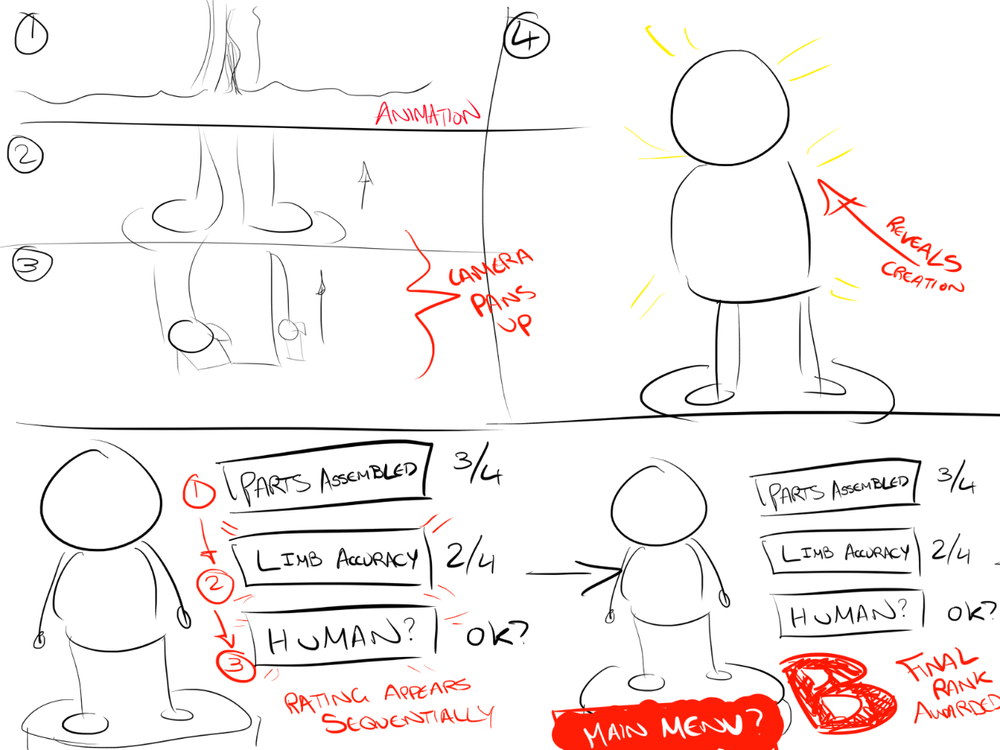 1
ANIMATION
2
3
CAMERA
PANS
UP
4
REVEALS
CREATION
1
PARTS ASSEMBLED 3/4
2
LIMB ACCURACY 2/4
3
HUMAN? OK?
RATING APPEARS
SEQUENTIALLY
PARTS ASSEMBLED 3/4
LIMB ACCURACY 2/4
HUMAN? OK?
B
FINAL
RANK
AWARDED
MAIN MENU?